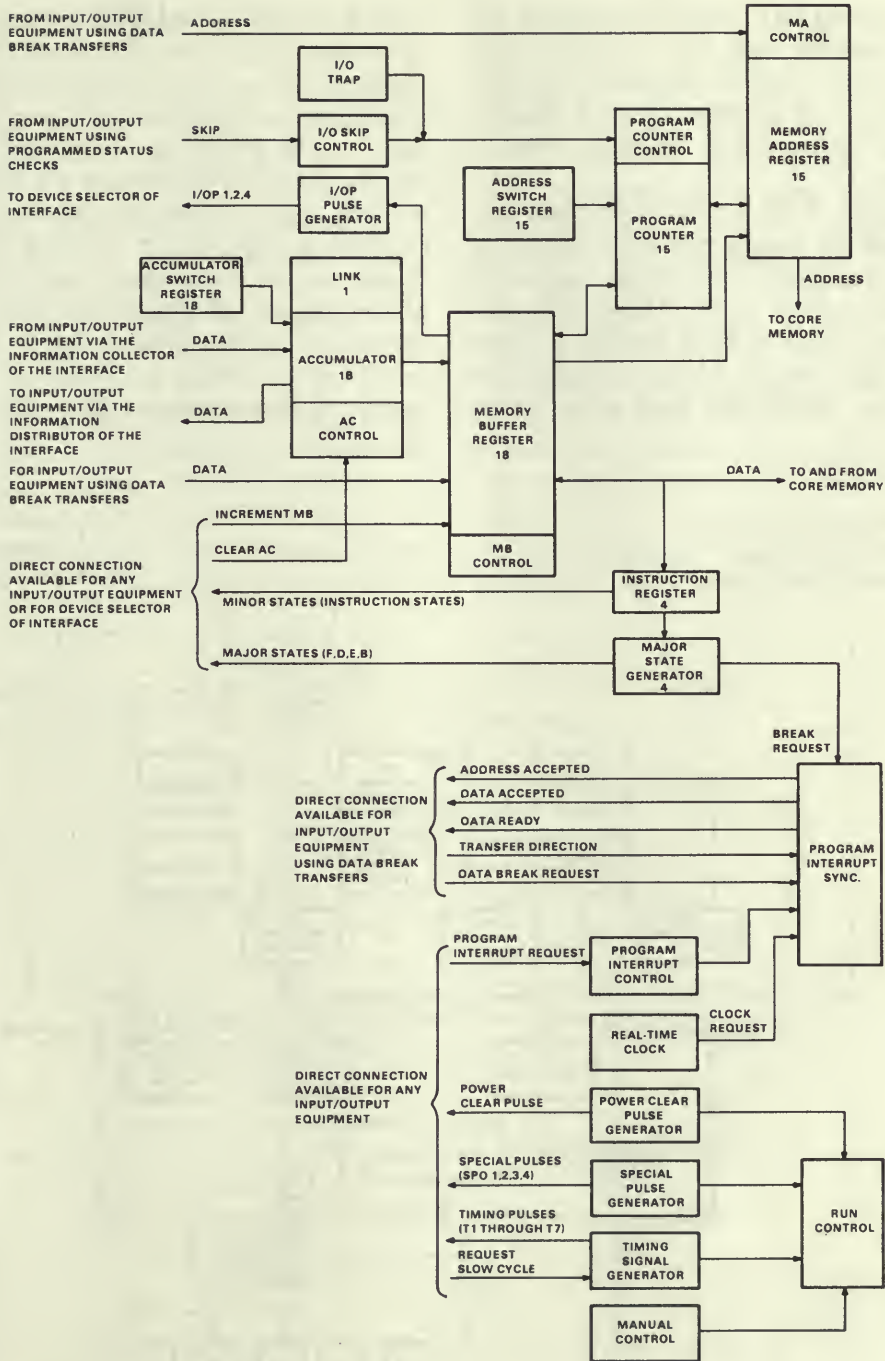 FROM INPUT/OUTPUT
EQUIPMENT USING DATA
BREAK TRANSFERS
ADDRESS
MA
CONTROL
I/O
TRAP
FROM INPUT/OUTPUT
EQUIPMENT USING
PROGRAMMED STATUS
CHECKS
SKIP
I/O SKIP
CONTROL
PROGRAM
COUNTER
CONTROL
MEMORY
ADDRESS
REGISTER
15
TO DEVICE SELECTOR OF
INTERFACE
I/OP 1,2,4
I/OP
PULSE
GENERATOR
ADDRESS
SWITCH
REGISTER
15
PROGRAM
COUNTER
15
ACCUMULATOR
SWITCH
REGISTER
18
LINK
1
ADDRESS
TO CORE
MEMORY
FROM INPUT/OUTPUT
EQUIPMENT VIA THE
INFORMATION COLLECTOR
OF THE INTERFACE
DATA
ACCUMULATOR
18
TO INPUT/OUTPUT
EQUIPMENT VIA THE
INFORMATION
DISTRIBUTOR OF THE
INTERFACE
DATA
AC
CONTROL
MEMORY
BUFFER
REGISTER
18
FOR INPUT/OUTPUT
EQUIPMENT USING DATA
BREAK TRANSFERS
DATA
DATA
TO AND FROM
CORE MEMORY
INCREMENT MB
CLEAR AC
MB
CONTROL
DIRECT CONNECTION
AVAILABLE FOR ANY
INPUT/OUTPUT EQUIPMENT
OR FOR DEVICE SELECTOR
OF INTERFACE
MINOR STATES (INSTRUCTION STATES)
INSTRUCTION
REGISTER
4
MAJOR STATES (F,D,E,B)
MAJOR
STATE
GENERATOR
4
BREAK
REQUEST
DIRECT CONNECTION
AVAILABLE FOR
INPUT/OUTPUT
EQUIPMENT
USING DATA BREAK
TRANSFERS
ADDRESS ACCEPTED
DATA ACCEPTED
DATA READY
TRANSFER DIRECTION
DATA BREAK REQUEST
PROGRAM
INTERRUPT
SYNC.
PROGRAM
INTERRUPT REQUEST
PROGRAM
INTERRUPT
CONTROL
CLOCK
REQUEST
REAL-TIME
CLOCK
DIRECT CONNECTION
AVAILABLE FOR ANY
INPUT/OUTPUT
EQUIPMENT
POWER
CLEAR PULSE
POWER CLEAR
PULSE
GENERATOR
SPECIAL PULSES
(SPO 1,2,3,4)
SPECIAL
PULSE
GENERATOR
RUN
CONTROL
TIMING PULSES
(T1 THROUGH T7)
REQUEST
SLOW CYCLE
TIMING
SIGNAL
GENERATOR
MANUAL
CONTROL